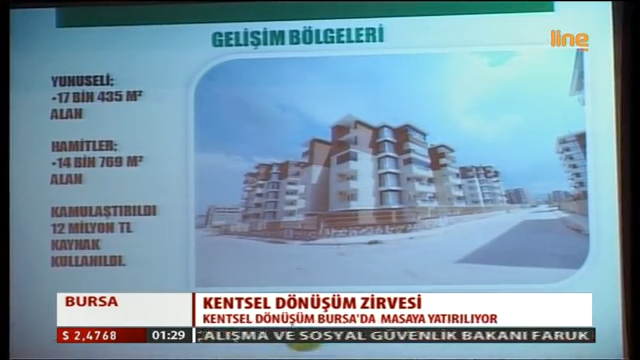 GELİŞİM BÖLGELERİ
line
YUNUSELİ;
•17 BİN 435 M²
ALAN
HAMİTLER;
•14 BİN 769 M²
ALAN
KAMULAŞTIRILDI
12 MİLYON TL
KAYNAK
KULLANILDI.
BURSA
KENTSEL DÖNÜŞÜM ZİRVESİ
KENTSEL DÖNÜŞÜM BURSA'DA MASAYA YATIRILIYOR
$ 2,4768 01:29 ÇALIŞMA VE SOSYAL GÜVENLİK BAKANI FARUK